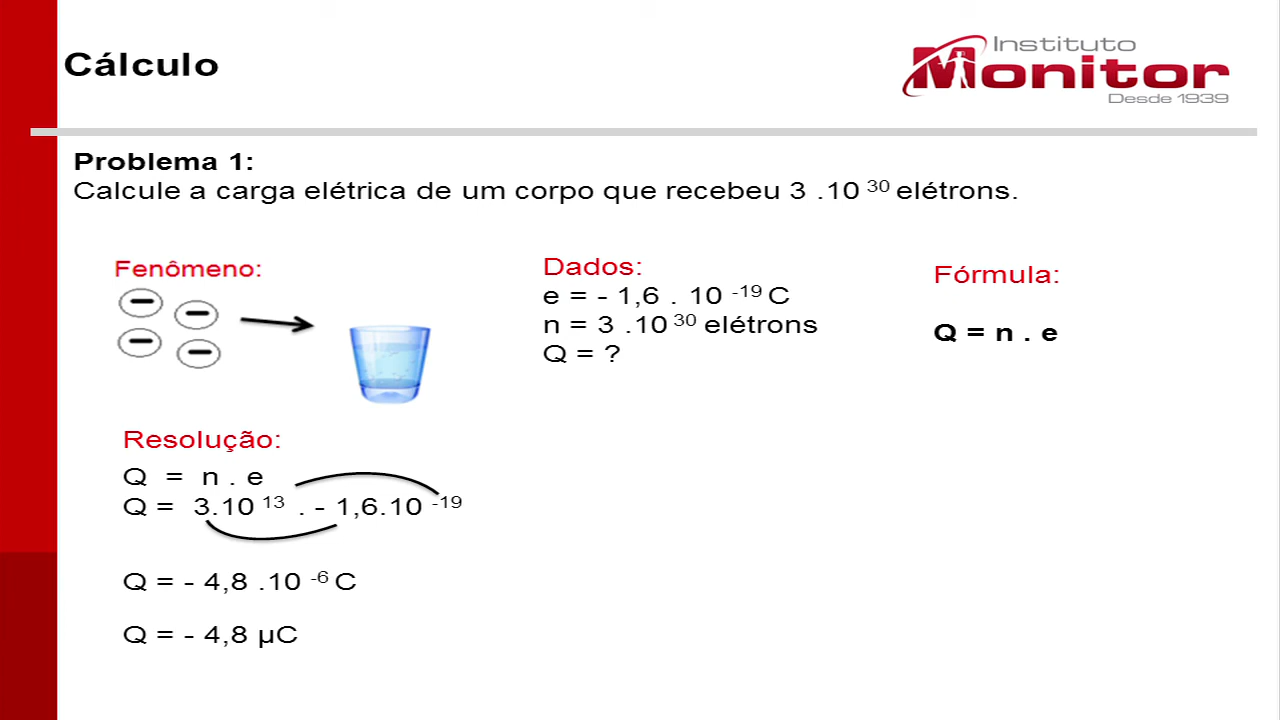 Cálculo
Instituto
Monitor
Desde 1939
Problema 1:
Calcule a carga elétrica de um corpo que recebeu 3 .10 ³⁰ elétrons.
Fenômeno:
Dados:
e = - 1,6 . 10 ⁻¹⁹ C
n = 3 .10 ³⁰ elétrons
Q = ?
Fórmula:
Q = n . e
Resolução:
Q = n . e
Q = 3.10 ¹³ . - 1,6.10 ⁻¹⁹
Q = - 4,8 .10 ⁻⁶ C
Q = - 4,8 µC